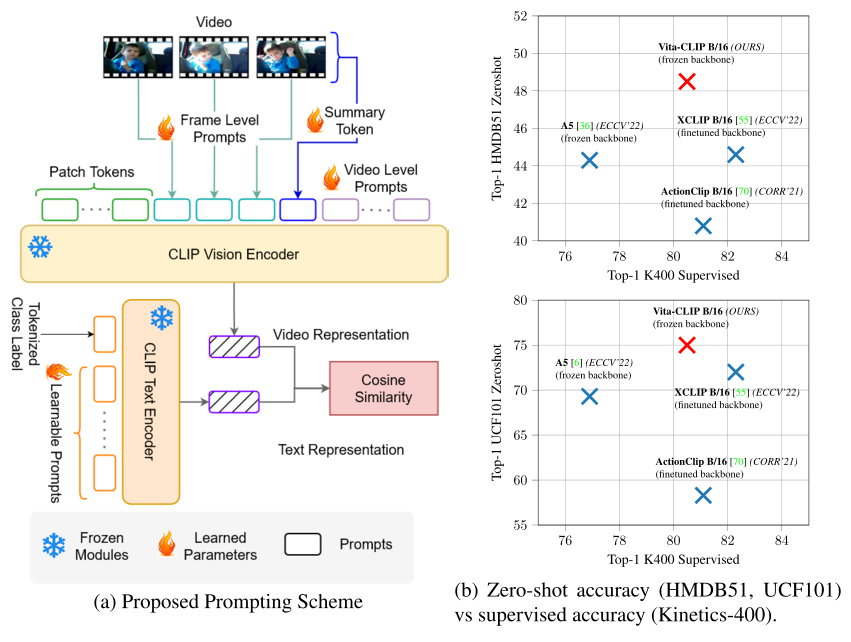 Video
Frame Level
Prompts
Summary
Token
Video Level
Prompts
Patch Tokens
CLIP Vision Encoder
Tokenized
Class Label
Learnable Prompts
CLIP Text Encoder
Video Representation
Cosine
Similarity
Text Representation
Frozen
Modules
Learned
Parameters
Prompts
(a) Proposed Prompting Scheme
Top-1 HMDB51 Zeroshot
52
50
48
46
44
42
40
Vita-CLIP B/16 (OURS)
(frozen backbone)
A5 [36] (ECCV'22)
(frozen backbone)
XCLIP B/16 [55] (ECCV'22)
(finetuned backbone)
ActionClip B/16 [70] (CORR'21)
(finetuned backbone)
76 78 80 82 84
Top-1 K400 Supervised
Top-1 UCF101 Zeroshot
80
75
70
65
60
55
Vita-CLIP B/16 (OURS)
(frozen backbone)
A5 [6] (ECCV'22)
(frozen backbone)
XCLIP B/16 [55] (ECCV'22)
(finetuned backbone)
ActionClip B/16 [70] (CORR'21)
(finetuned backbone)
76 78 80 82 84
Top-1 K400 Supervised
(b) Zero-shot accuracy (HMDB51, UCF101)
vs supervised accuracy (Kinetics-400).